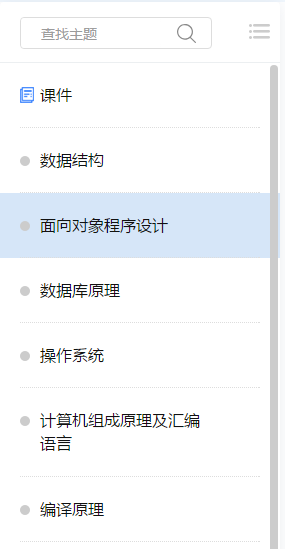 查找主题
课件
数据结构
面向对象程序设计
数据库原理
操作系统
计算机组成原理及汇编
语言
编译原理